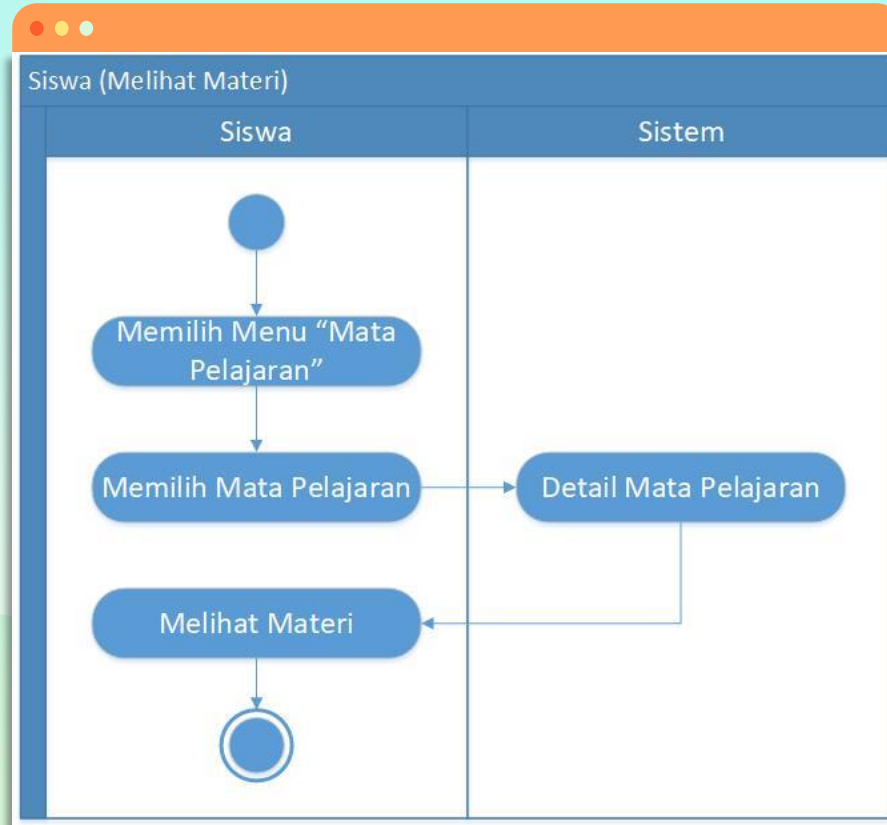 Siswa (Melihat Materi)
Siswa
Sistem
Memilih Menu “Mata
Pelajaran”
Memilih Mata Pelajaran
Detail Mata Pelajaran
Melihat Materi